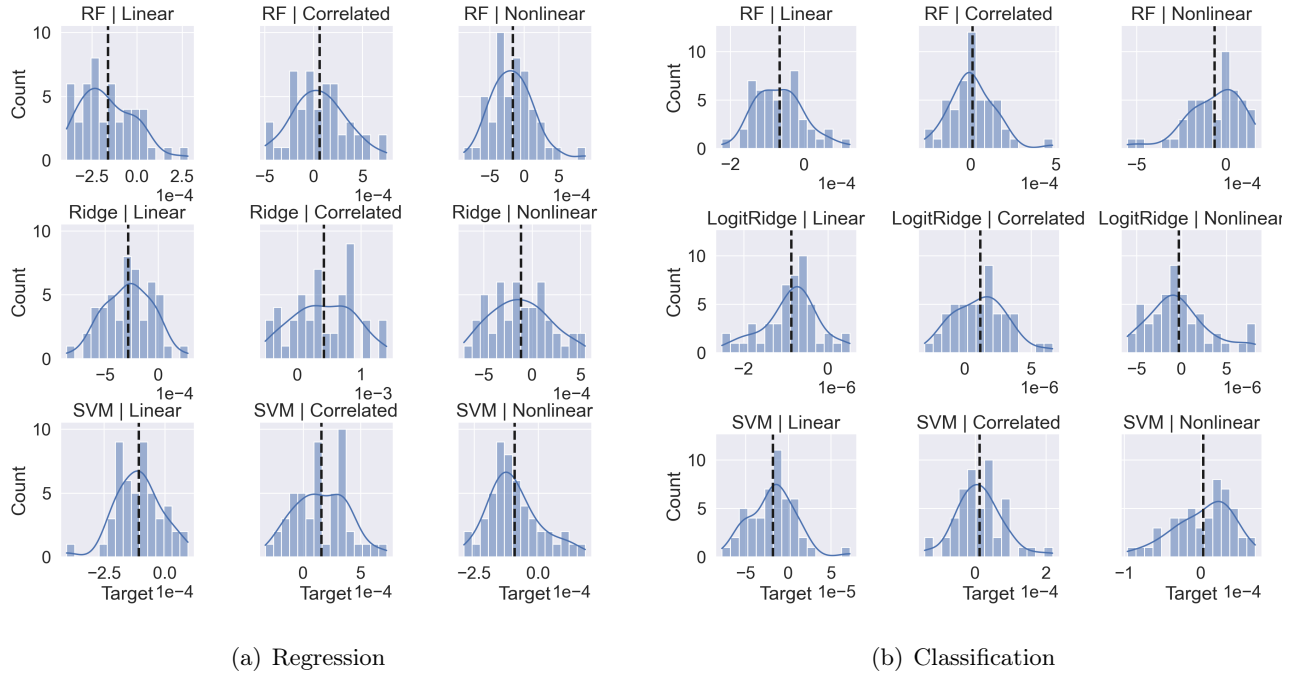 RF | Linear RF | Correlated RF | Nonlinear
10
5
0
Count
−2.5 0.0 2.5
1e−4
−5 0 5
1e−4
−5 0 5
1e−4
Ridge | Linear Ridge | Correlated Ridge | Nonlinear
10
5
0
Count
−5 0
1e−4
0 1
1e−3
−5 0 5
1e−4
SVM | Linear SVM | Correlated SVM | Nonlinear
10
5
0
Count
−2.5 0.0
Target 1e−4
0 5
Target 1e−4
−2.5 0.0
Target 1e−4
(a) Regression
RF | Linear RF | Correlated RF | Nonlinear
10
5
0
Count
−2 0
1e−4
0 5
1e−4
−5 0
1e−4
LogitRidge | Linear LogitRidge | Correlated LogitRidge | Nonlinear
10
5
0
Count
−2 0
1e−6
0 5
1e−6
−5 0 5
1e−6
SVM | Linear SVM | Correlated SVM | Nonlinear
10
5
0
Count
−5 0 5
Target 1e−5
0 2
Target 1e−4
−1 0
Target 1e−4
(b) Classification